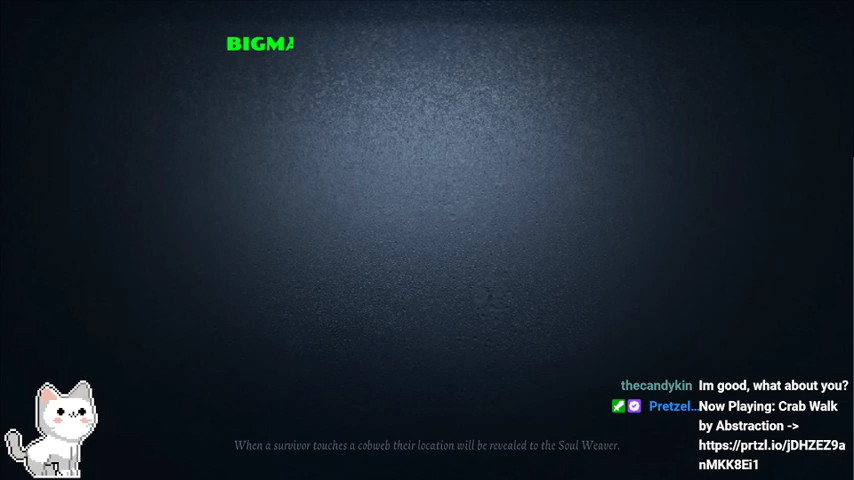 BIGMA
thecandykin Im good, what about you?
Pretzel... Now Playing: Crab Walk
by Abstraction ->
https://prtzl.io/jDHZEZ9a
nMKK8Ei1
When a survivor touches a cobweb their location will be revealed to the Soul Weaver.